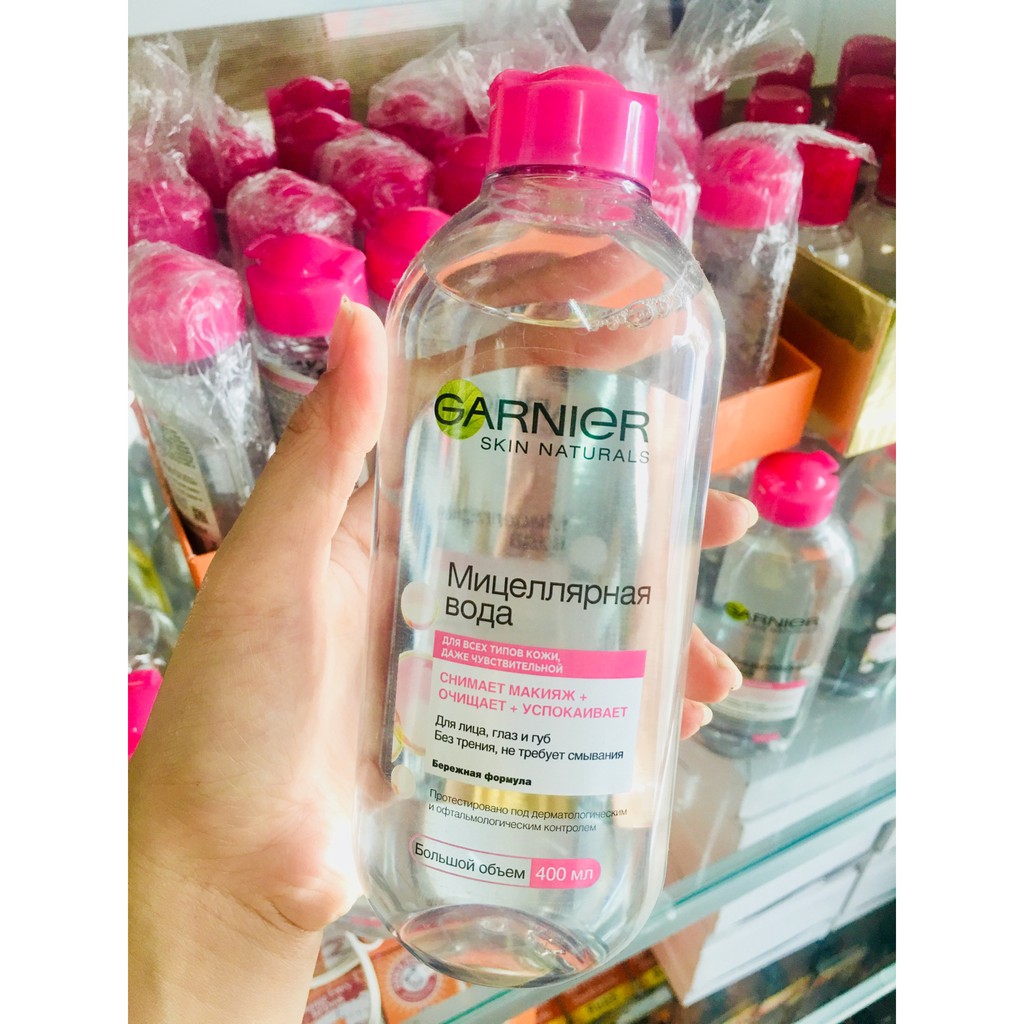 GARNIER
SKIN NATURALS
Мицеллярная
вода
ДЛЯ ВСЕХ ТИПОВ КОЖИ,
ДАЖЕ ЧУВСТВИТЕЛЬНОЙ
СНИМАЕТ МАКИЯЖ +
ОЧИЩАЕТ + УСПОКАИВАЕТ
Для лица, глаз и губ
Без трения, не требует смывания
Бережная формула
Протестировано под дерматологическим
и офтальмологическим контролем
Большой объем 400 мл
GARNIER